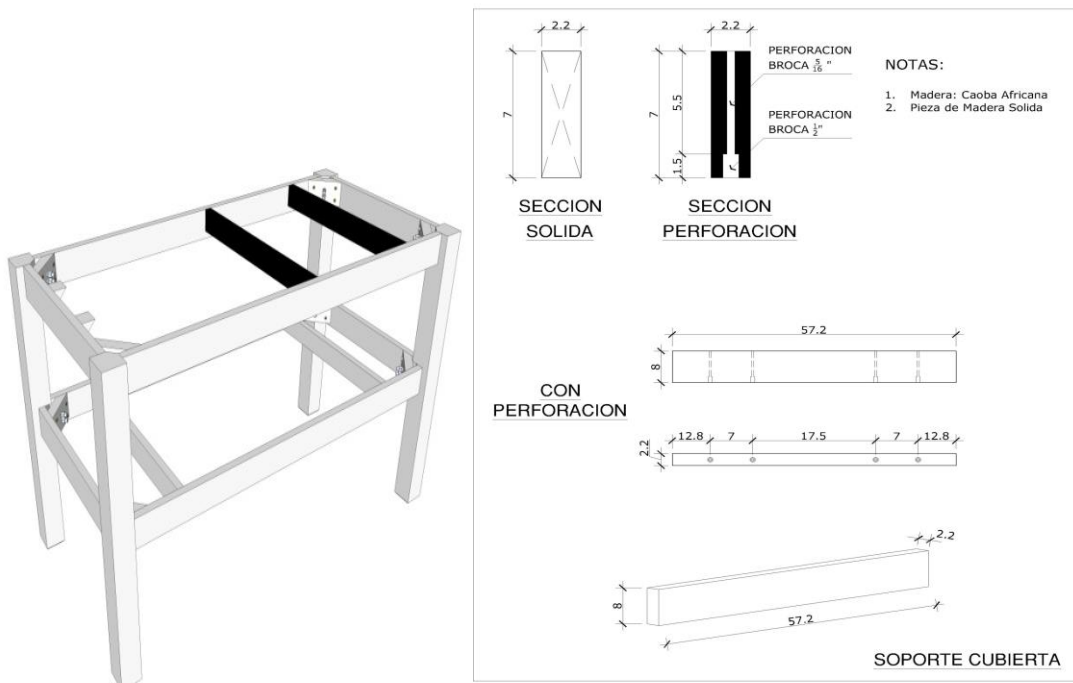 2.2
7
SECCION
SOLIDA
2.2
7
5.5
1.5
PERFORACION
BROCA 5/16 "
PERFORACION
BROCA 1/2"
r
r
SECCION
PERFORACION
NOTAS:
1. Madera: Caoba Africana
2. Pieza de Madera Solida
CON
PERFORACION
57.2
8
12.8 7 17.5 7 12.8
2.2
2.2
8
57.2
SOPORTE CUBIERTA